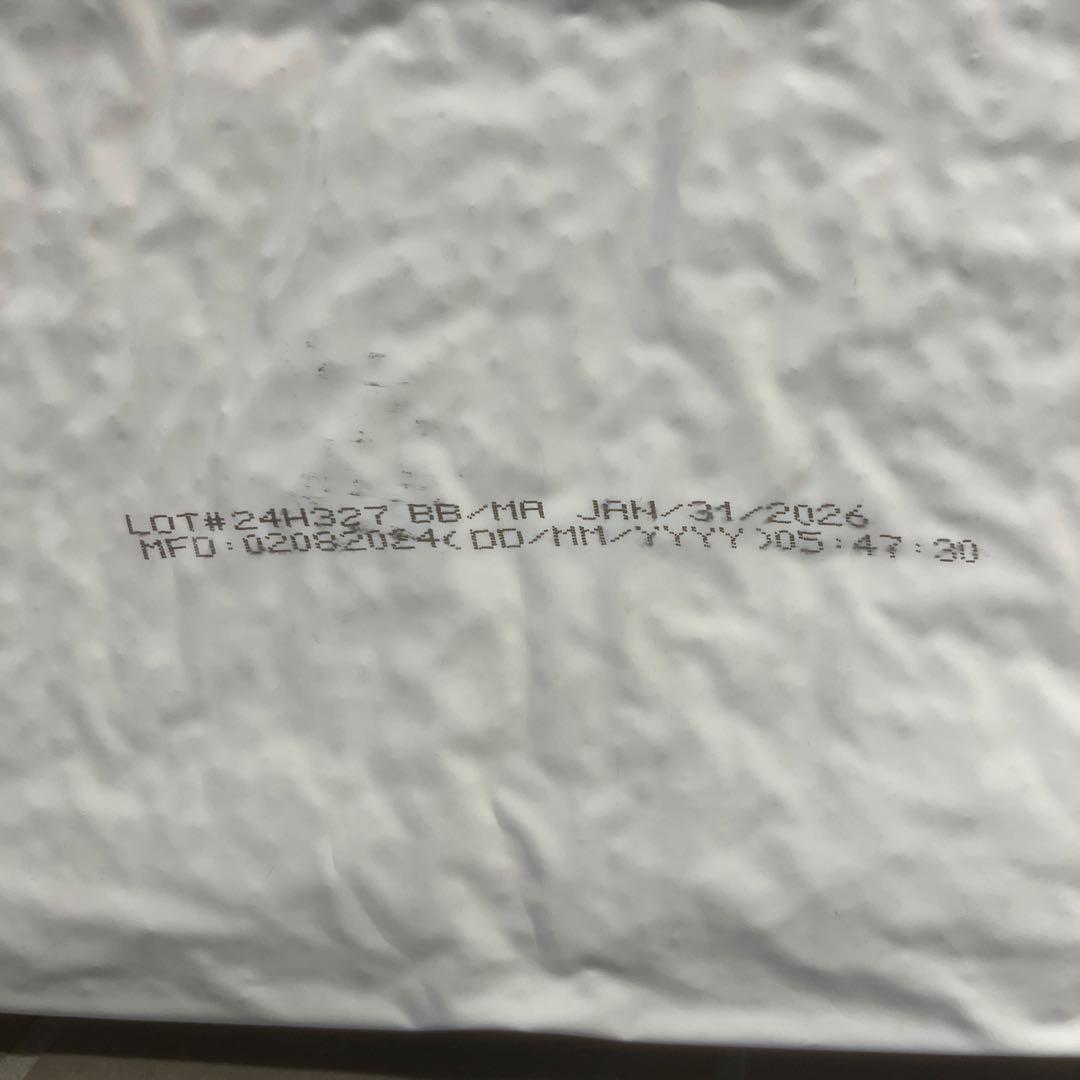 LOT#24H327 BB/MA JAN/31/2026
MFD:02082024(DD/MM/YYYY)05:47:30